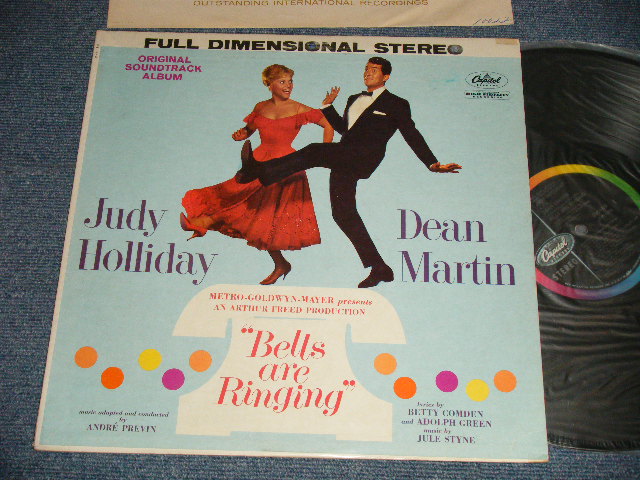 OUTSTANDING INTERNATIONAL RECORDINGS
FULL DIMENSIONAL STEREO
ORIGINAL
SOUNDTRACK
ALBUM
Capitol
Judy
Holliday
Dean
Martin
METRO-GOLDWYN-MAYER presents
AN ARTHUR FREED PRODUCTION
"Bells
are
Ringing"
music adapted and conducted
by
ANDRÉ PREVIN
lyrics by
BETTY COMDEN
and ADOLPH GREEN
music by
JULE STYNE
Capitol
STEREO